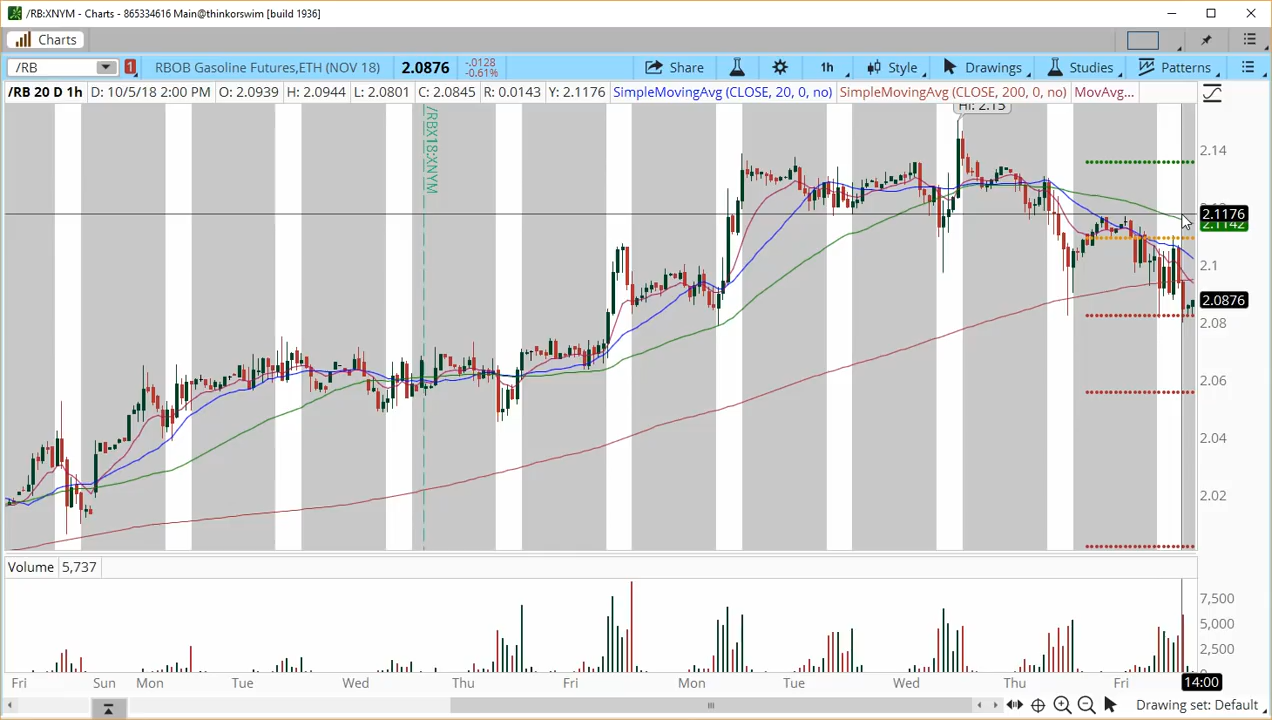 /RB:XNYM - Charts - 865334616 Main@thinkorswim [build 1936]
Charts
/RB 1 RBOB Gasoline Futures,ETH (NOV 18) 2.0876 -.0128 -0.61% Share 1h Style Drawings Studies Patterns
/RB 20 D 1h D: 10/5/18 2:00 PM O: 2.0939 H: 2.0944 L: 2.0801 C: 2.0845 R: 0.0143 Y: 2.1176 SimpleMovingAvg (CLOSE, 20, 0, no) SimpleMovingAvg (CLOSE, 200, 0, no) MovAvg...
Hi: 2.15
/RBX18:XNYM
2.14
2.1176
2.1142
2.1
2.0876
2.08
2.06
2.04
2.02
Volume 5,737
7,500
5,000
2,500
Fri Sun Mon Tue Wed Thu Fri Mon Tue Wed Thu Fri 14:00
Drawing set: Default